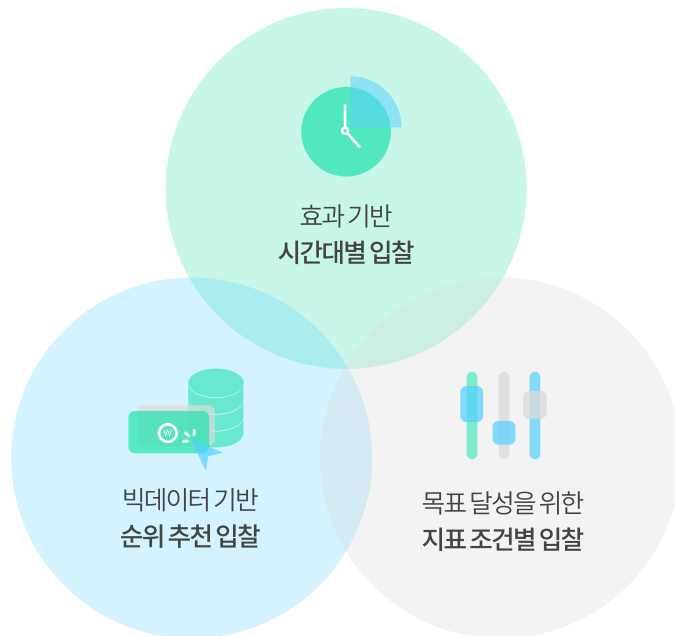 효과 기반
시간대별 입찰
빅데이터 기반
순위 추천 입찰
목표 달성을 위한
지표 조건별 입찰